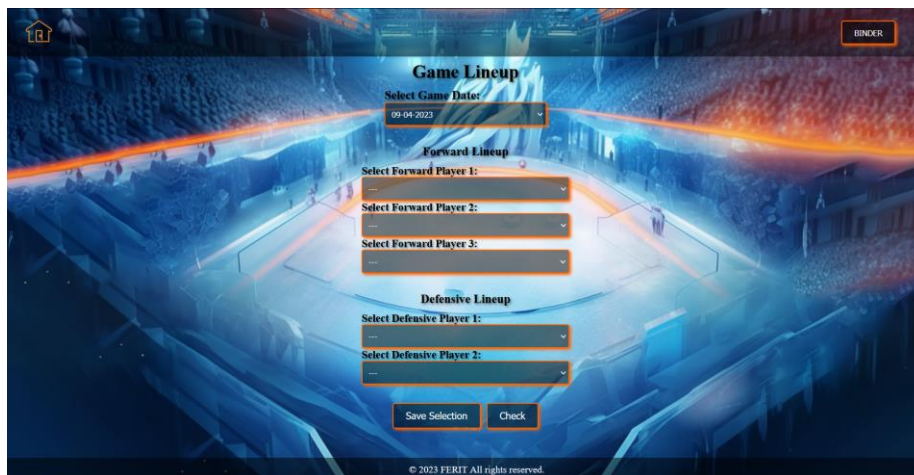 BINDER
Game Lineup
Select Game Date:
09-04-2023
Forward Lineup
Select Forward Player 1:
---
Select Forward Player 2:
---
Select Forward Player 3:
---
Defensive Lineup
Select Defensive Player 1:
---
Select Defensive Player 2:
---
Save Selection Check
© 2023 FERIT All rights reserved.